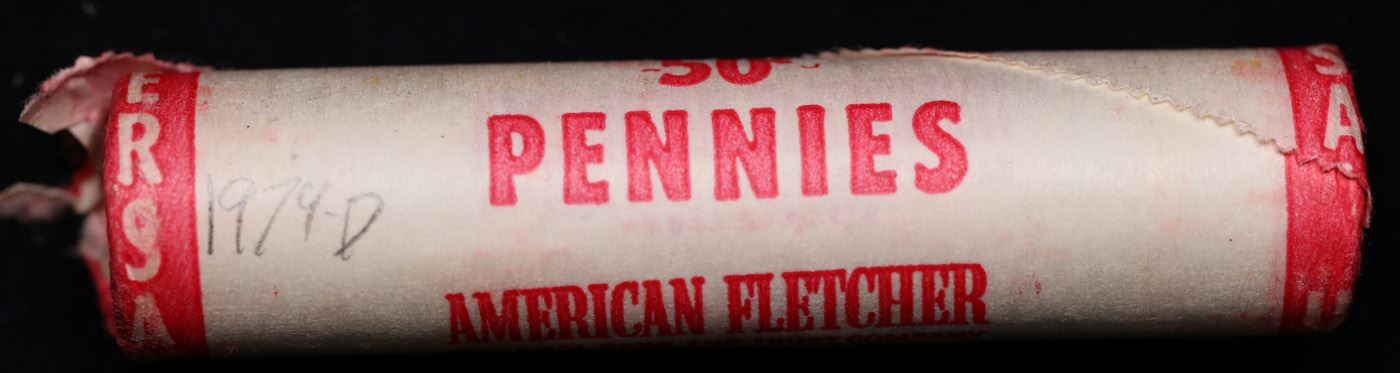 50
PENNIES
1974-D
AMERICAN FLETCHER